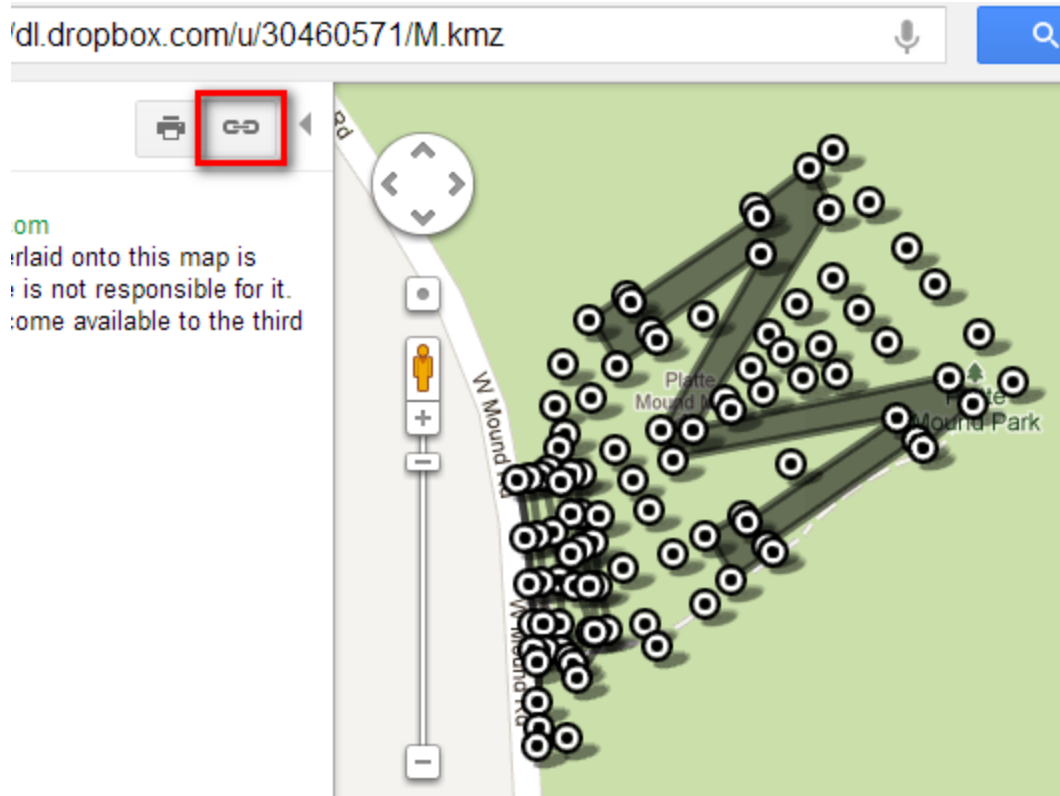 /dl.dropbox.com/u/30460571/M.kmz
Rd
om
erlaid onto this map is
is not responsible for it.
come available to the third
W Mound Rd
Platte
Mound
Platte
Mound Park
W Mound Rd